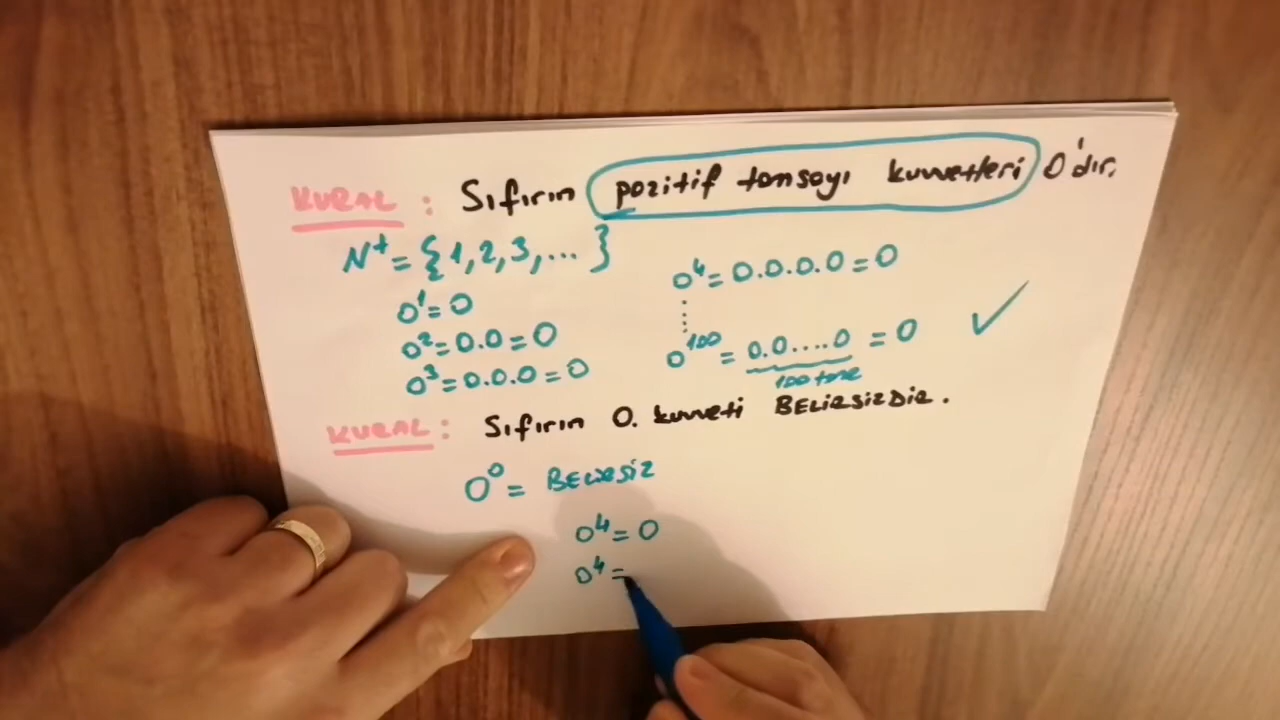 KURAL : Sıfırın pozitif tamsayı kuvvetleri 0'dır.
N⁺ = {1,2,3,... }
0¹ = 0
0² = 0.0 = 0
0³ = 0.0.0 = 0
0⁴ = 0.0.0.0 = 0
⋮
0¹⁰⁰ = 0.0....0 = 0 ✓
100 tane
KURAL : Sıfırın 0. kuvveti BELİRSİZDİR.
0⁰ = BELİRSİZ
0⁴ = 0
0⁴ =